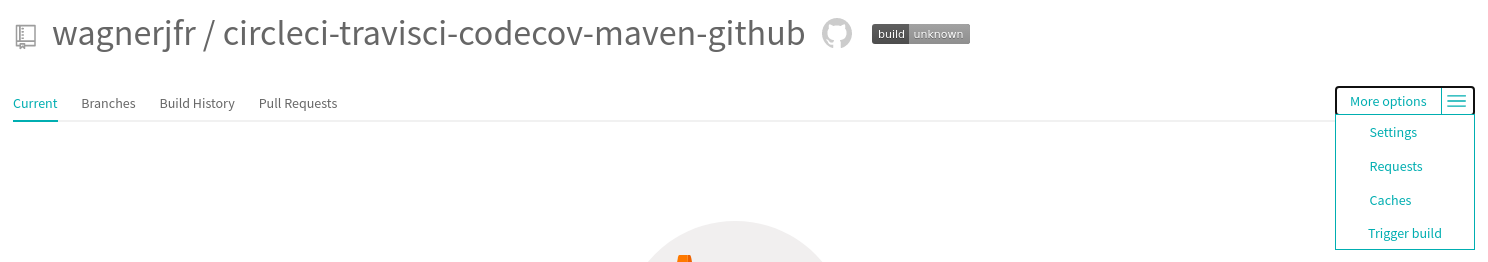 wagnerjfr / circleci-travisci-codecov-maven-github
build unknown
Current Branches Build History Pull Requests
More options
Settings
Requests
Caches
Trigger build